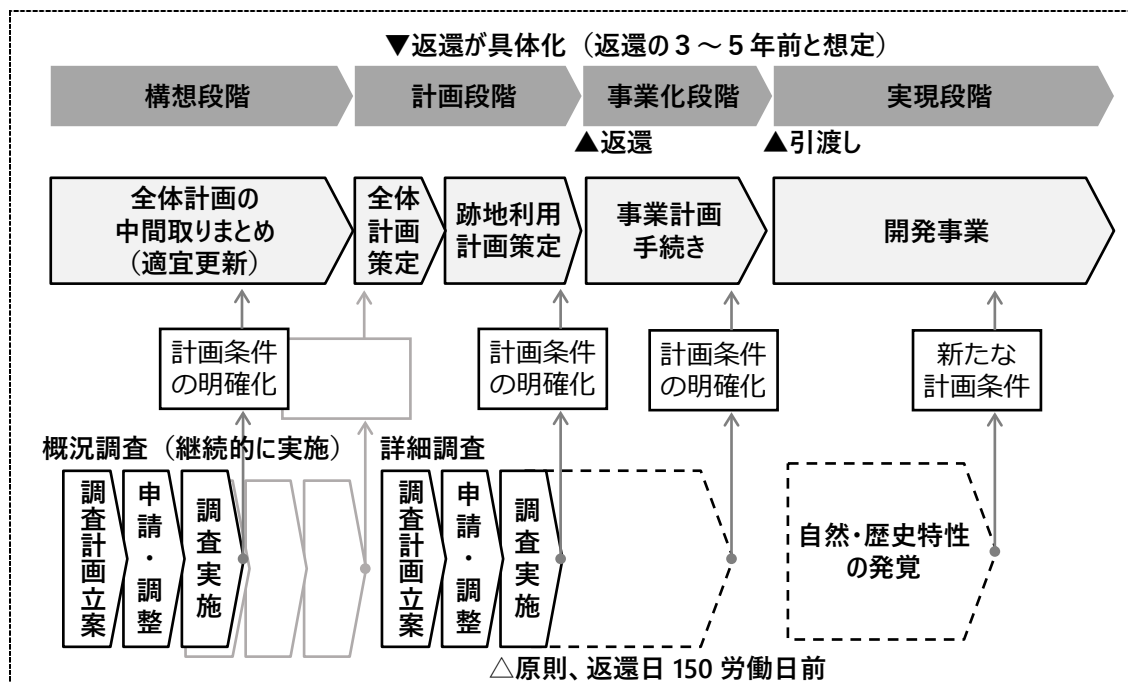 ▼返還が具体化（返還の３～５年前と想定）
構想段階
計画段階
事業化段階
実現段階
▲返還
▲引渡し
全体計画の
中間取りまとめ
（適宜更新）
全体
計画
策定
跡地利用
計画策定
事業計画
手続き
開発事業
計画条件
の明確化
計画条件
の明確化
計画条件
の明確化
新たな
計画条件
概況調査（継続的に実施）
詳細調査
調査計画立案
申請・調整
調査実施
調査計画立案
申請・調整
調査実施
自然・歴史特性
の発覚
△原則、返還日 150 労働日前